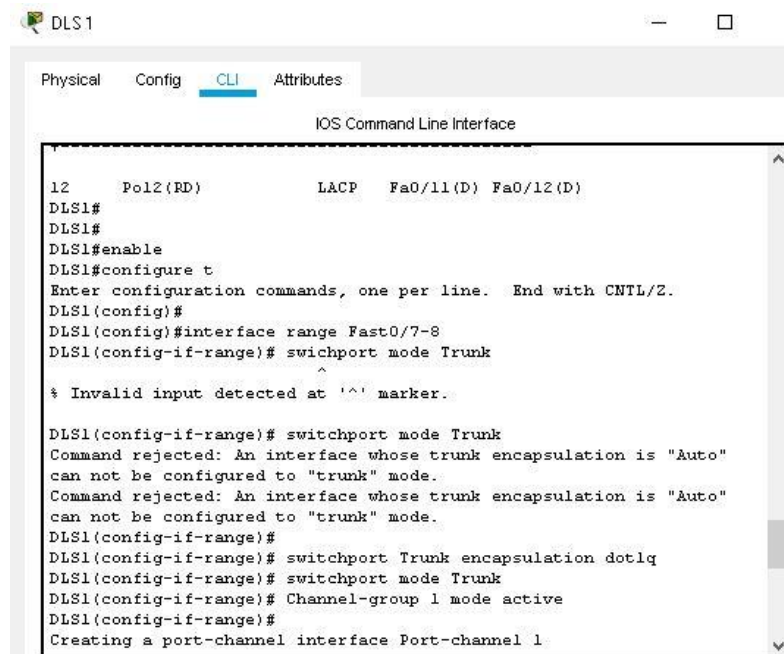 DLS1
Physical Config CLI Attributes
IOS Command Line Interface
12 Po12(RD) LACP Fa0/11(D) Fa0/12(D)
DLS1#
DLS1#
DLS1#enable
DLS1#configure t
Enter configuration commands, one per line. End with CNTL/Z.
DLS1(config)#
DLS1(config)#interface range Fast0/7-8
DLS1(config-if-range)# swichport mode Trunk
^
% Invalid input detected at '^' marker.
DLS1(config-if-range)# switchport mode Trunk
Command rejected: An interface whose trunk encapsulation is "Auto"
can not be configured to "trunk" mode.
Command rejected: An interface whose trunk encapsulation is "Auto"
can not be configured to "trunk" mode.
DLS1(config-if-range)#
DLS1(config-if-range)# switchport Trunk encapsulation dot1q
DLS1(config-if-range)# switchport mode Trunk
DLS1(config-if-range)# Channel-group 1 mode active
DLS1(config-if-range)#
Creating a port-channel interface Port-channel 1